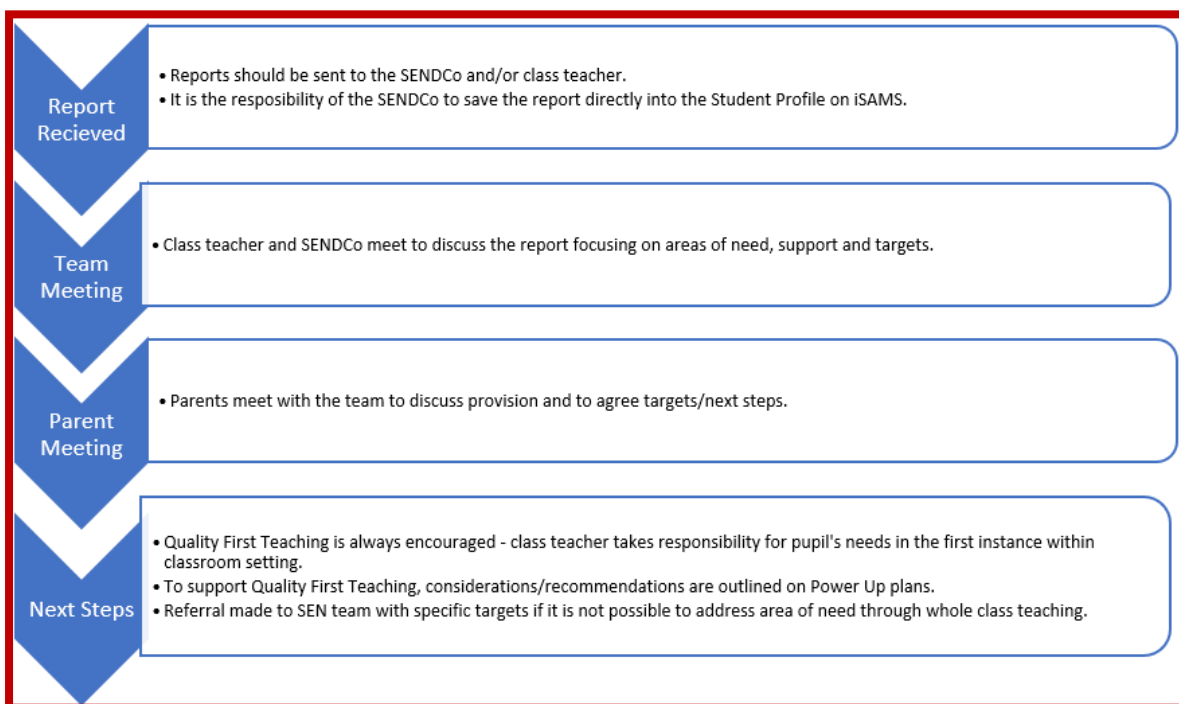 Report
Recieved
• Reports should be sent to the SENDCo and/or class teacher.
• It is the resposibility of the SENDCo to save the report directly into the Student Profile on iSAMS.
Team
Meeting
• Class teacher and SENDCo meet to discuss the report focusing on areas of need, support and targets.
Parent
Meeting
• Parents meet with the team to discuss provision and to agree targets/next steps.
Next Steps
• Quality First Teaching is always encouraged - class teacher takes responsibility for pupil's needs in the first instance within
classroom setting.
• To support Quality First Teaching, considerations/recommendations are outlined on Power Up plans.
• Referral made to SEN team with specific targets if it is not possible to address area of need through whole class teaching.